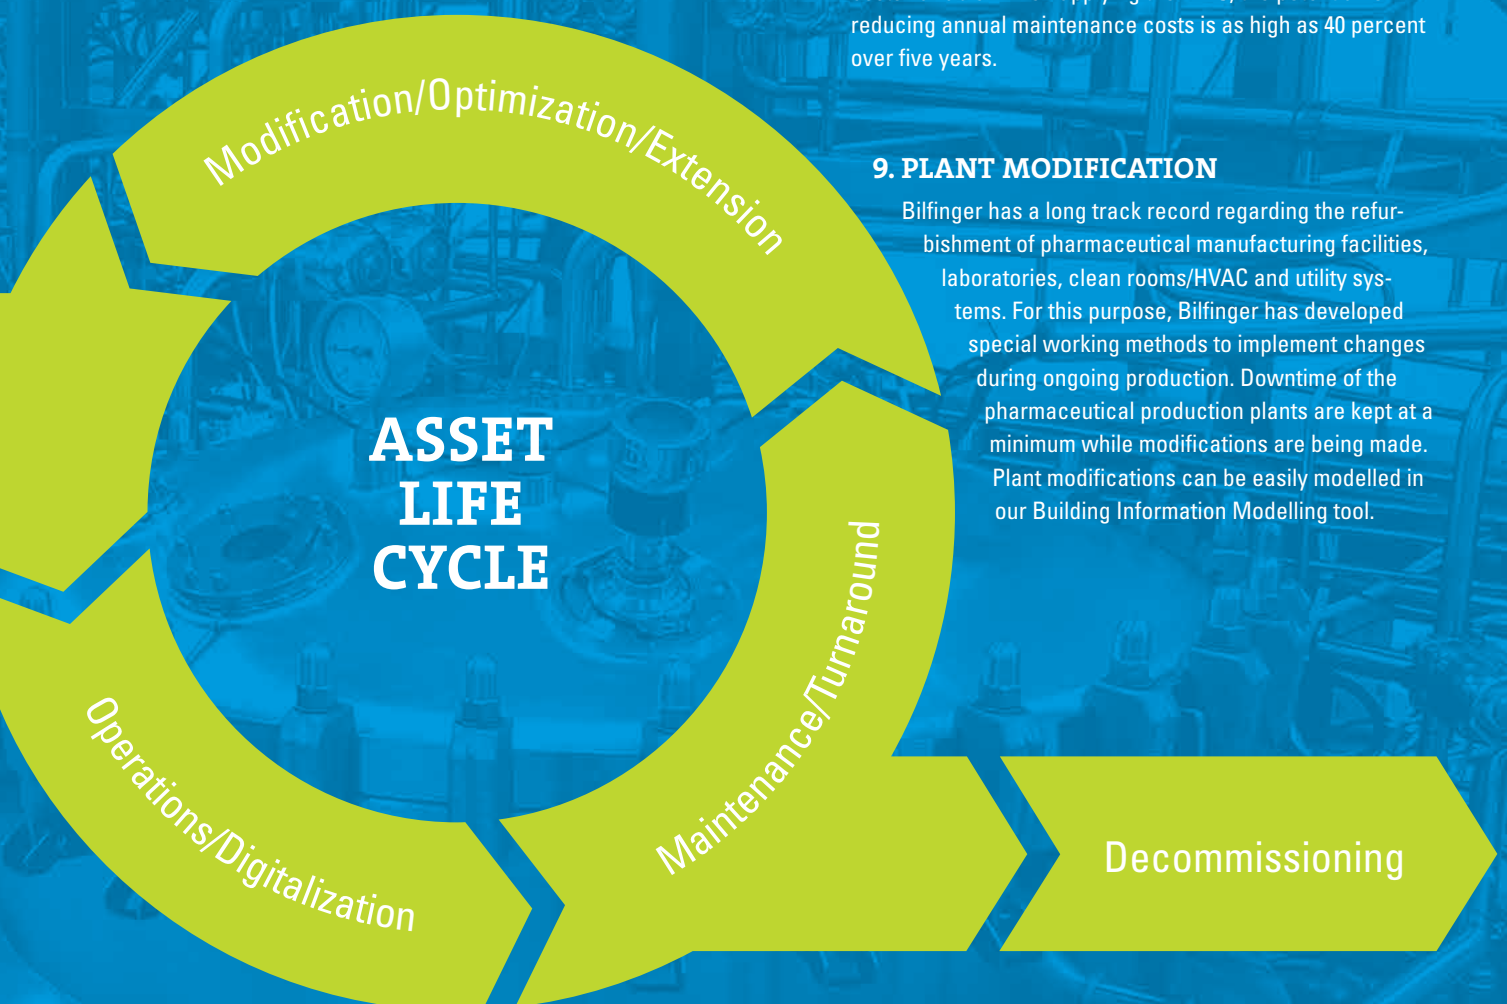 reducing annual maintenance costs is as high as 40 percent
over five years.
Modification/Optimization/Extension
9. PLANT MODIFICATION
Bilfinger has a long track record regarding the refur-
bishment of pharmaceutical manufacturing facilities,
laboratories, clean rooms/HVAC and utility sys-
tems. For this purpose, Bilfinger has developed
special working methods to implement changes
during ongoing production. Downtime of the
pharmaceutical production plants are kept at a
minimum while modifications are being made.
Plant modifications can be easily modelled in
our Building Information Modelling tool.
ASSET
LIFE
CYCLE
Maintenance/Turnaround
Operations/Digitalization
Decommissioning